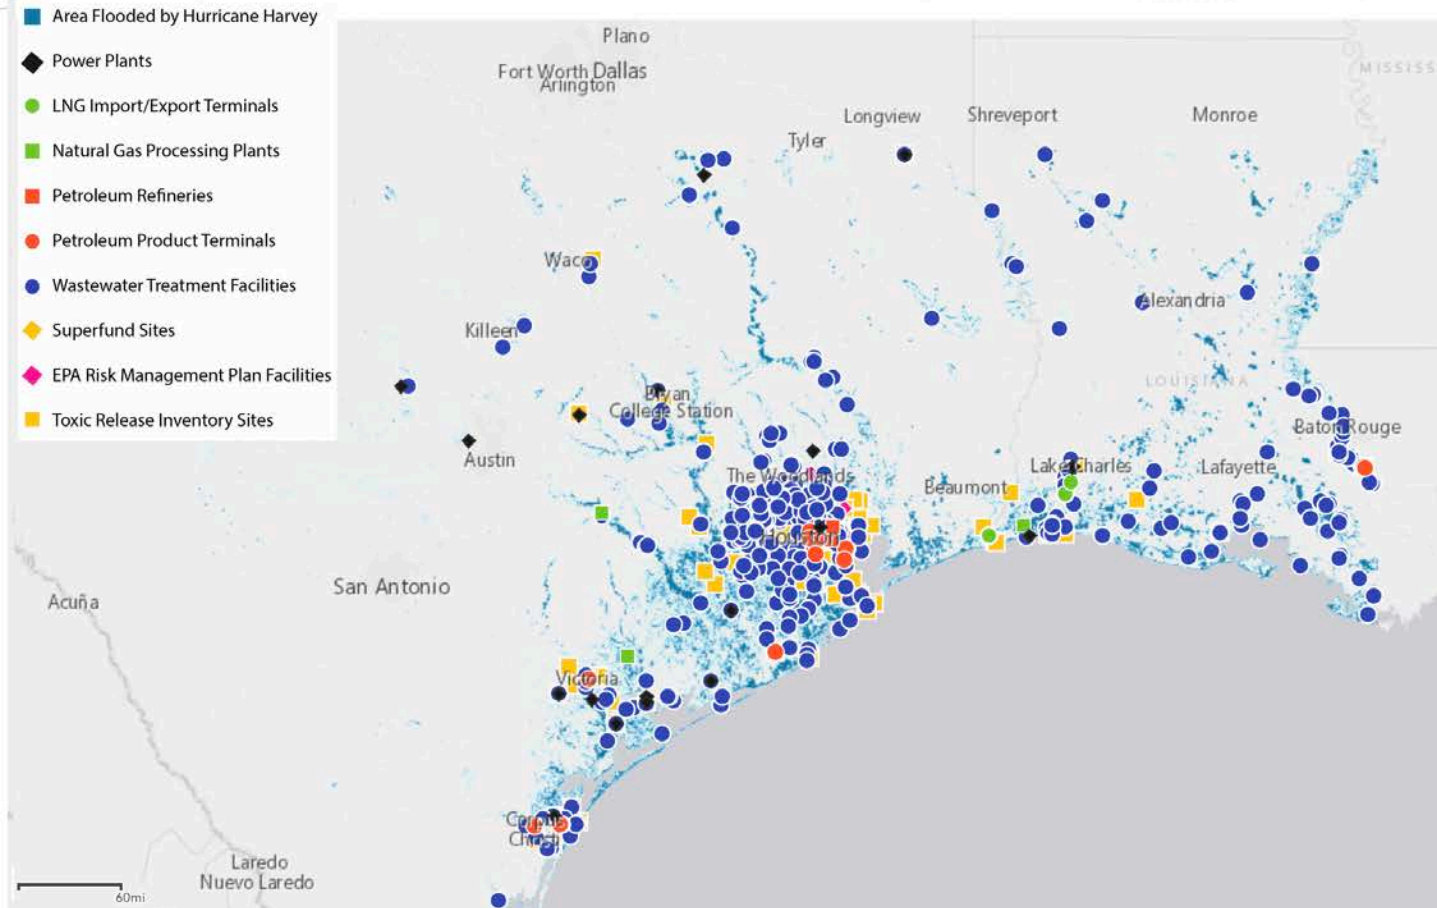 Area Flooded by Hurricane Harvey
Power Plants
LNG Import/Export Terminals
Natural Gas Processing Plants
Petroleum Refineries
Petroleum Product Terminals
Wastewater Treatment Facilities
Superfund Sites
EPA Risk Management Plan Facilities
Toxic Release Inventory Sites
Plano
Fort Worth Dallas
Arlington
MISSISS
Longview
Shreveport
Monroe
Tyler
Waco
Killeen
Alexandria
LOUISIANA
Bryan
College Station
Baton Rouge
Austin
The Woodlands
Beaumont
Lake Charles
Lafayette
Houston
San Antonio
Acuña
Victoria
Corpus
Christi
Laredo
Nuevo Laredo
60mi